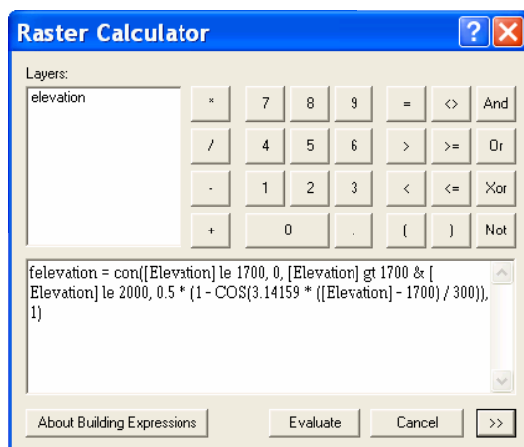 Raster Calculator
Layers:
elevation
* 7 8 9 = <> And
/ 4 5 6 > >= Or
- 1 2 3 < <= Xor
+ 0 . ( ) Not
felevation = con([Elevation] le 1700, 0, [Elevation] gt 1700 & [
Elevation] le 2000, 0.5 * (1 - COS(3.14159 * ([Elevation] - 1700) / 300)),
1)
About Building Expressions Evaluate Cancel >>